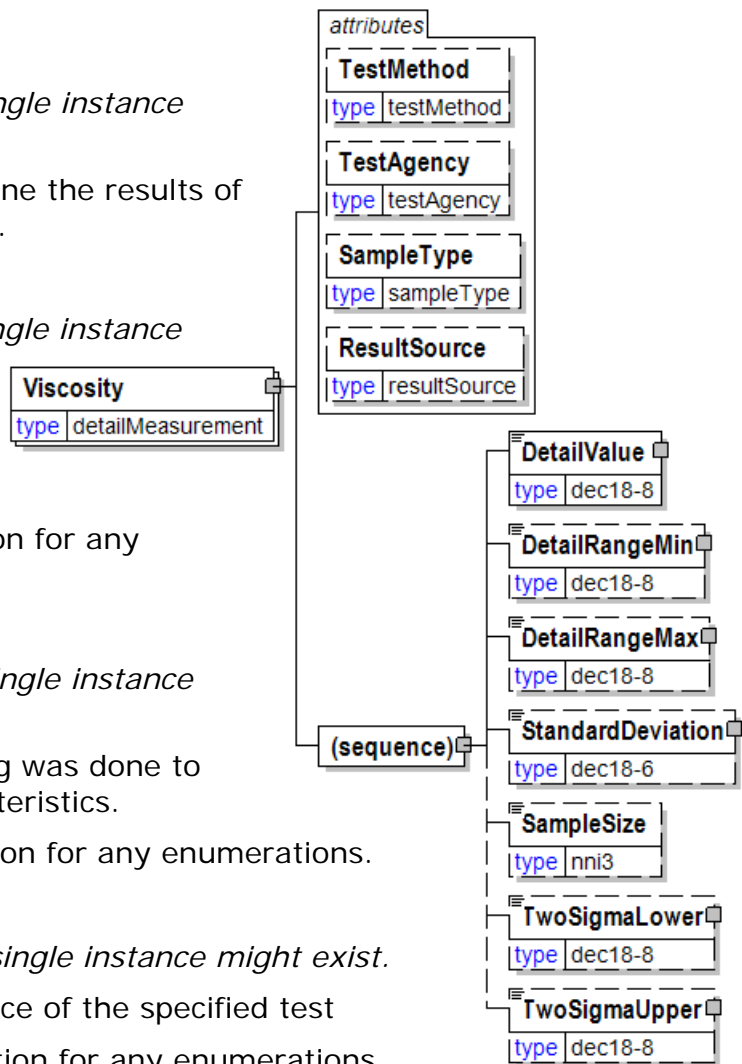 ngle instance
ne the results of
.
ngle instance
on for any
ingle instance
g was done to
teristics.
on for any enumerations.
single instance might exist.
ce of the specified test
tion for any enumerations
attributes
TestMethod
type testMethod
TestAgency
type testAgency
SampleType
type sampleType
ResultSource
type resultSource
Viscosity
type detailMeasurement
(sequence)
DetailValue
type dec18-8
DetailRangeMin
type dec18-8
DetailRangeMax
type dec18-8
StandardDeviation
type dec18-6
SampleSize
type nni3
TwoSigmaLower
type dec18-8
TwoSigmaUpper
type dec18-8